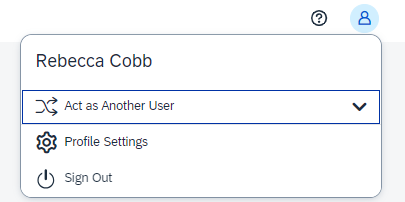 Rebecca Cobb
Act as Another User
Profile Settings
Sign Out